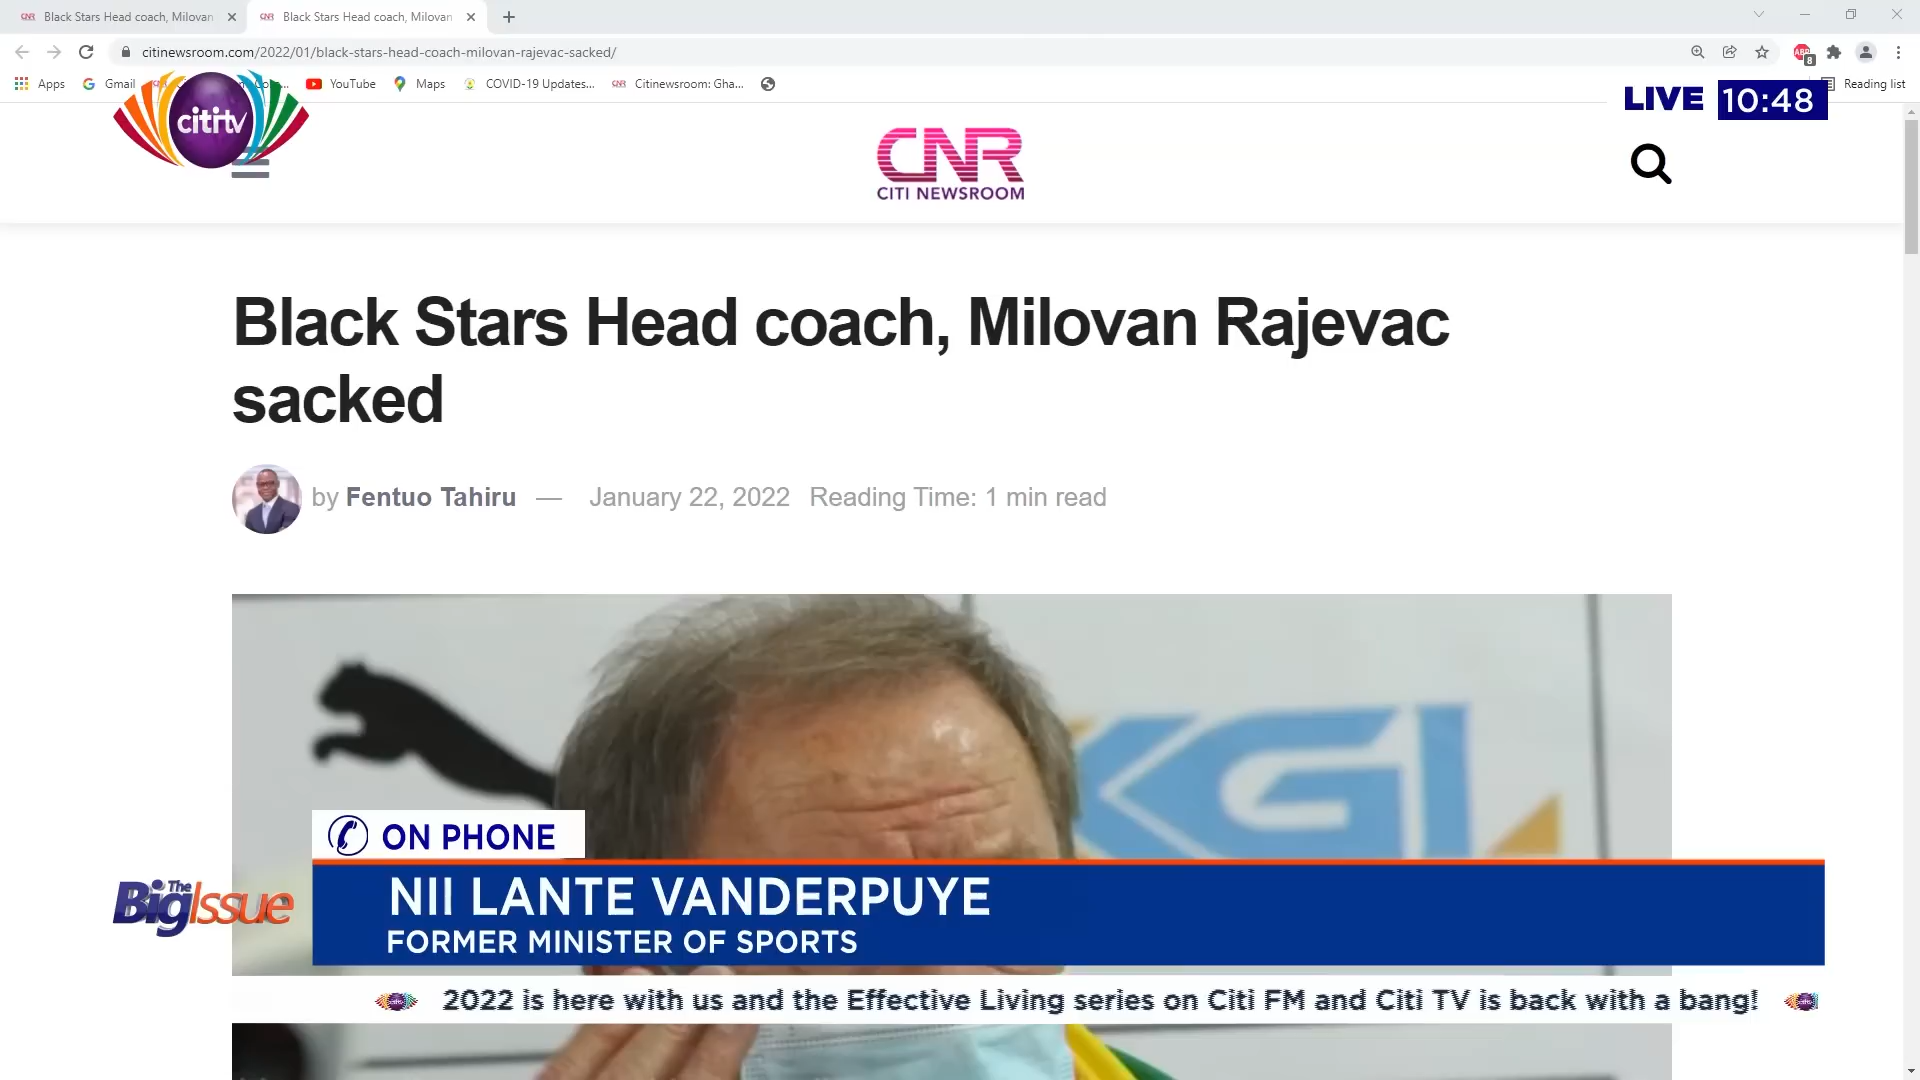 Black Stars Head coach, Milovan
Black Stars Head coach, Milovan
citinewsroom.com/2022/01/black-stars-head-coach-milovan-rajevac-sacked/
Apps
Gmail
YouTube
Maps
COVID-19 Updates...
Citinewsroom: Gha...
Reading list
citi tv
LIVE 10:48
CNR
CITI NEWSROOM
Black Stars Head coach, Milovan Rajevac
sacked
by Fentuo Tahiru — January 22, 2022 Reading Time: 1 min read
KGL
ON PHONE
The
Big Issue
NII LANTE VANDERPUYE
FORMER MINISTER OF SPORTS
2022 is here with us and the Effective Living series on Citi FM and Citi TV is back with a bang!